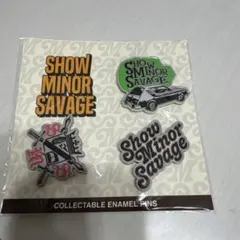 SHOW
MINOR
SAVAGE
SHOW
MINOR
SAVAGE
Show
Minor
Savage
COLLECTABLE ENAMEL PINS